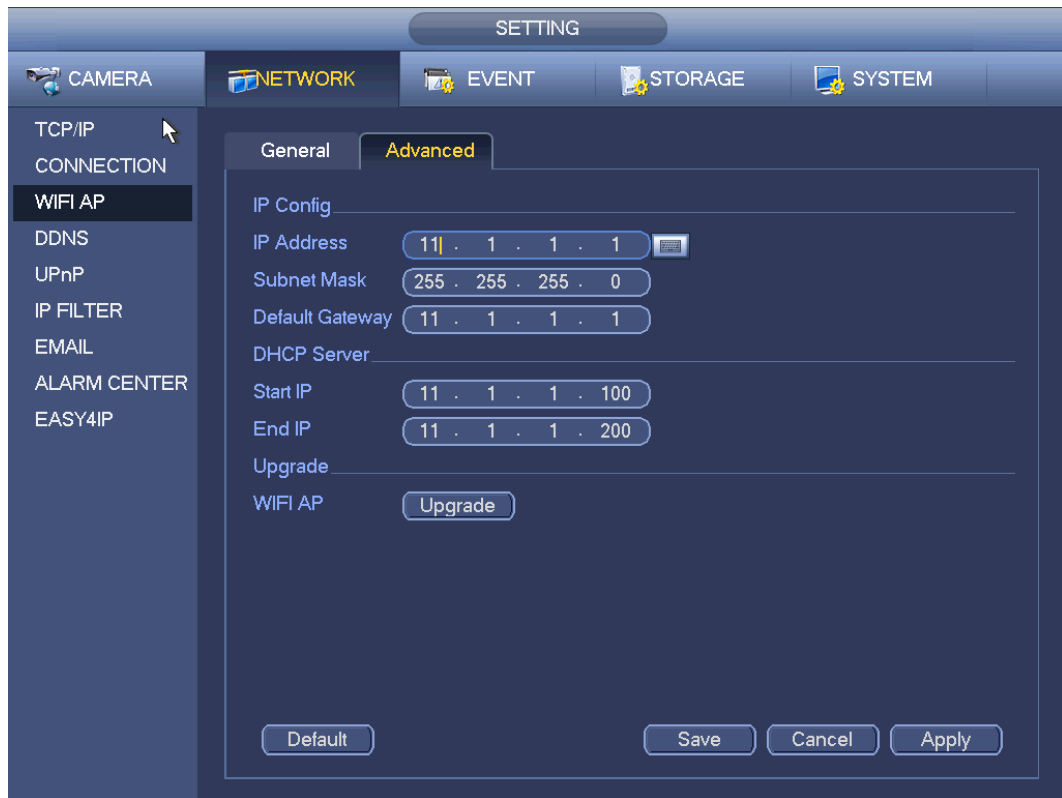 SETTING
CAMERA NETWORK EVENT STORAGE SYSTEM
TCP/IP
CONNECTION
WIFI AP
DDNS
UPnP
IP FILTER
EMAIL
ALARM CENTER
EASY4IP
General Advanced
IP Config
IP Address 11 . 1 . 1 . 1
Subnet Mask 255 . 255 . 255 . 0
Default Gateway 11 . 1 . 1 . 1
DHCP Server
Start IP 11 . 1 . 1 . 100
End IP 11 . 1 . 1 . 200
Upgrade
WIFI AP Upgrade
Default Save Cancel Apply